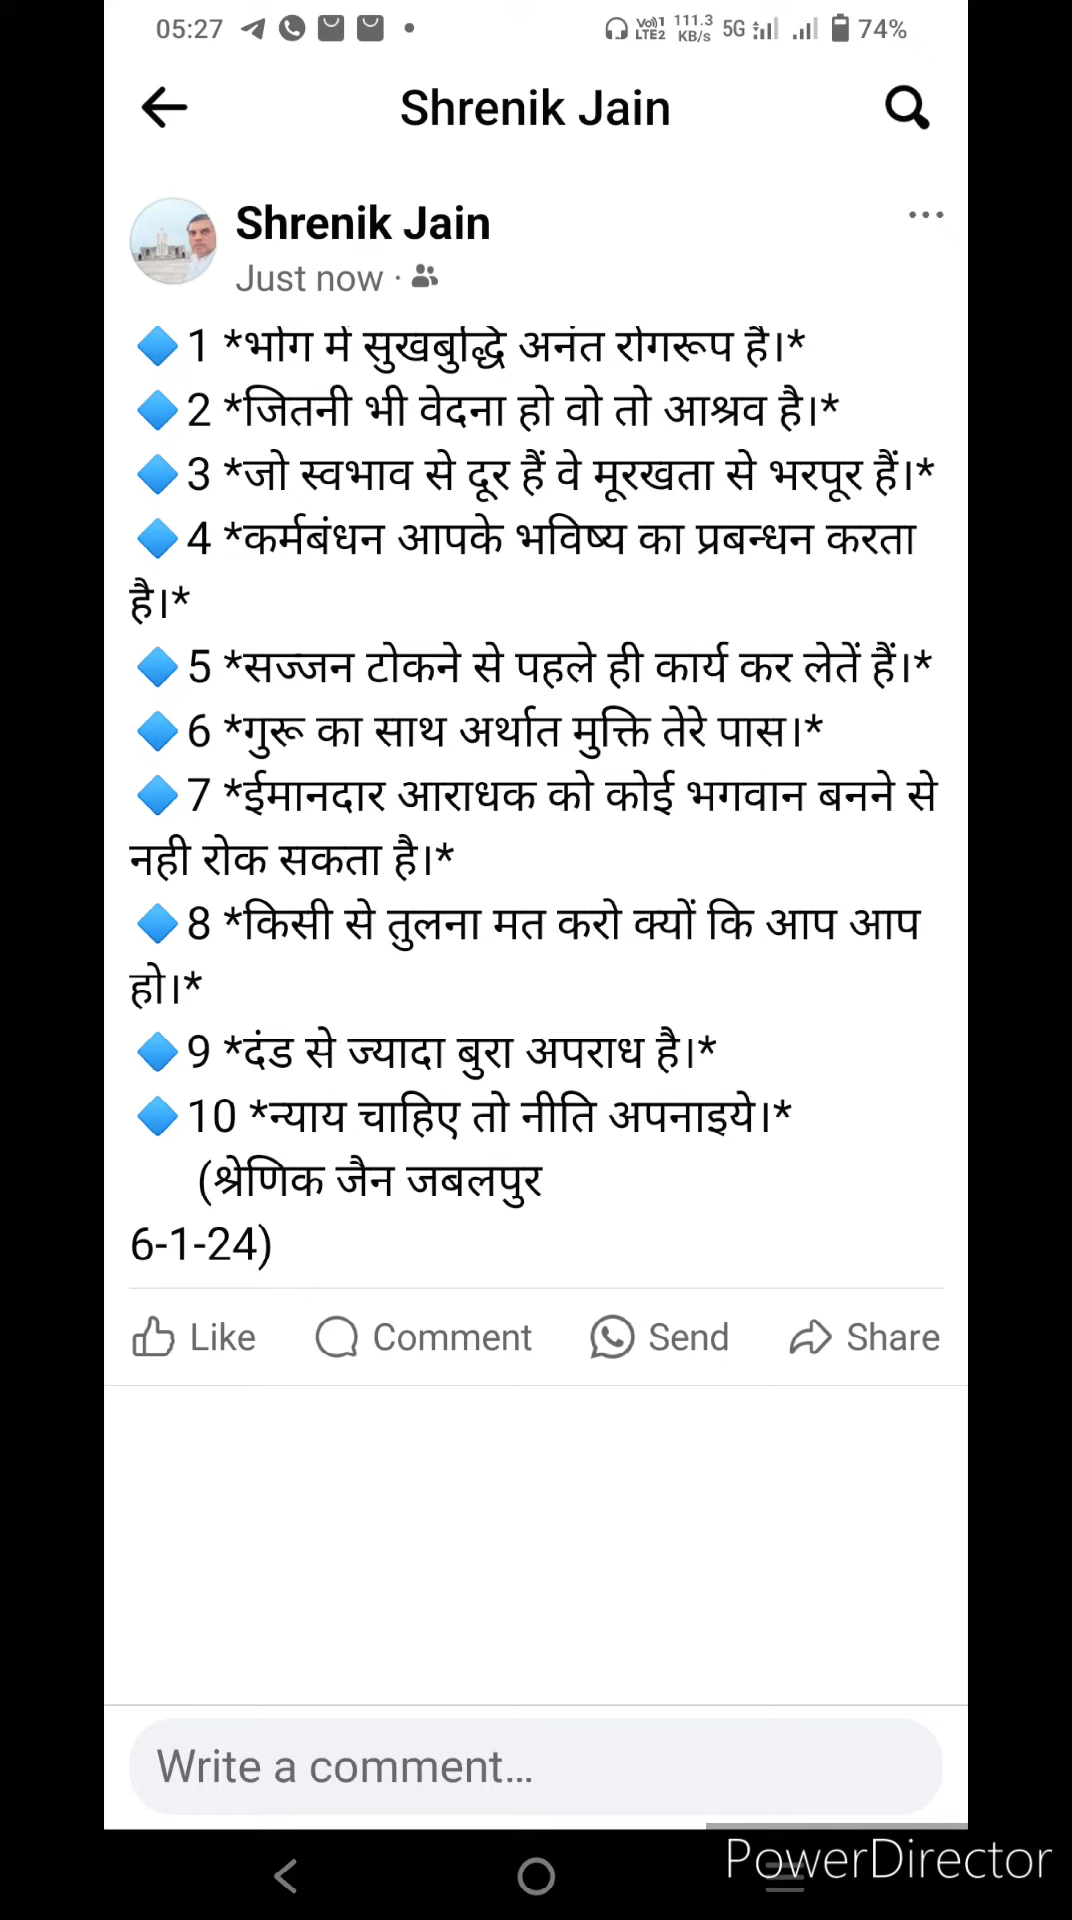 05:27 Vo)) 1 LTE2 111.3 KB/s 5G 74%
Shrenik Jain
Shrenik Jain
Just now ·
🔷1 *भोग में सुखबुद्धि अनंत रोगरूप है।*
🔷2 *जितनी भी वेदना हो वो तो आश्रव है।*
🔷3 *जो स्वभाव से दूर हैं वे मूरखता से भरपूर हैं।*
🔷4 *कर्मबंधन आपके भविष्य का प्रबन्धन करता
है।*
🔷5 *सज्जन टोकने से पहले ही कार्य कर लेतें हैं।*
🔷6 *गुरू का साथ अर्थात मुक्ति तेरे पास।*
🔷7 *ईमानदार आराधक को कोई भगवान बनने से
नही रोक सकता है।*
🔷8 *किसी से तुलना मत करो क्यों कि आप आप
हो।*
🔷9 *दंड से ज्यादा बुरा अपराध है।*
🔷10 *न्याय चाहिए तो नीति अपनाइये।*
(श्रेणिक जैन जबलपुर
6-1-24)
Like Comment Send Share
Write a comment...
PowerDirector